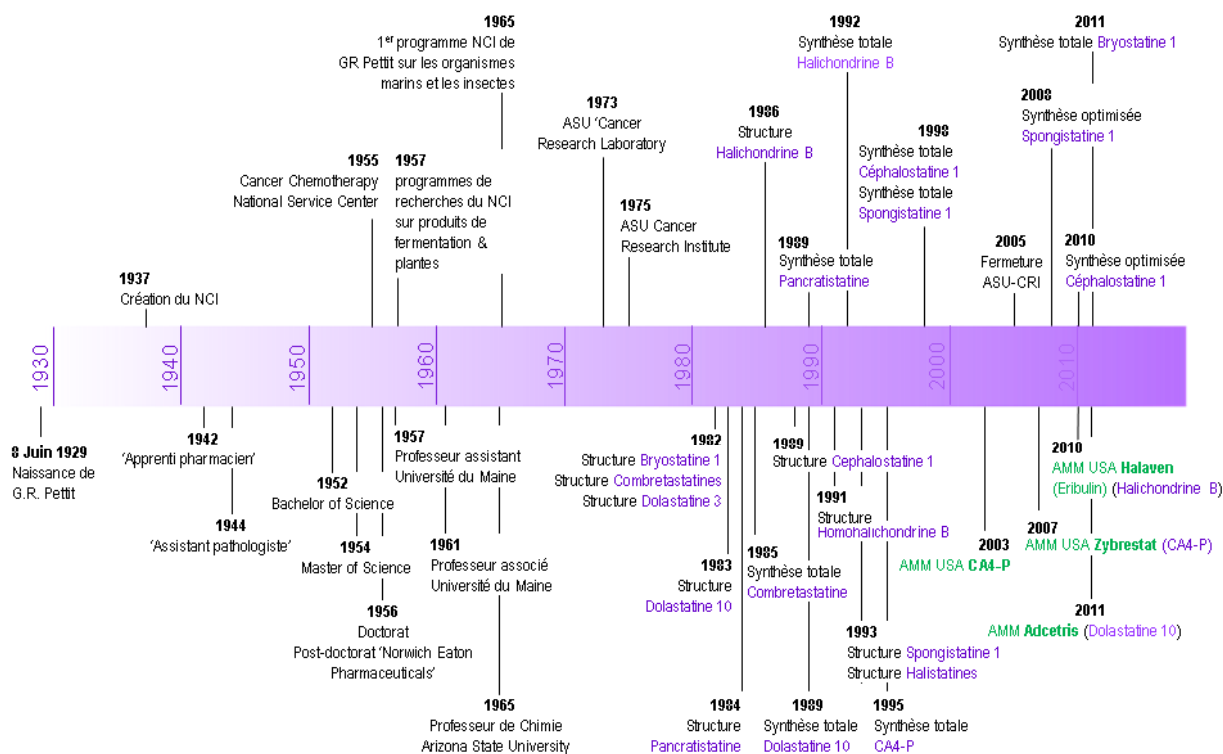 1965
1er programme NCI de
GR Pettit sur les organismes
marins et les insectes
1992
Synthèse totale
Halichondrine B
2011
Synthèse totale Bryostatine 1
1973
ASU ‘Cancer
Research Laboratory
1986
Structure
Halichondrine B
2008
Synthèse optimisée
Spongistatine 1
1955
Cancer Chemotherapy
National Service Center
1957
programmes de
recherches du NCI
sur produits de
fermentation &
plantes
1998
Synthèse totale
Céphalostatine 1
Synthèse totale
Spongistatine 1
1975
ASU Cancer
Research Institute
1937
Création du NCI
1989
Synthèse totale
Pancratistatine
2005
Fermeture
ASU-CRI
2010
Synthèse optimisée
Céphalostatine 1
1930
1940
1950
1960
1970
1980
1990
2000
2010
8 Juin 1929
Naissance de
G.R. Pettit
1942
‘Apprenti pharmacien’
1944
‘Assistant pathologiste’
1952
Bachelor of Science
1954
Master of Science
1956
Doctorat
Post-doctorat ‘Norwich Eaton
Pharmaceuticals’
1957
Professeur assistant
Université du Maine
1961
Professeur associé
Université du Maine
1965
Professeur de Chimie
Arizona State University
1982
Structure Bryostatine 1
Structure Combretastatines
Structure Dolastatine 3
1983
Structure
Dolastatine 10
1984
Structure
Pancratistatine
1985
Synthèse totale
Combretastatine
1989
Structure Cephalostatine 1
1989
Synthèse totale
Dolastatine 10
1991
Structure
Homohalichondrine B
1993
Structure Spongistatine 1
Structure Halistatines
1995
Synthèse totale
CA4-P
2003
AMM USA CA4-P
2007
AMM USA Zybrestat (CA4-P)
2010
AMM USA Halaven
(Eribulin) (Halichondrine B)
2011
AMM Adcetris (Dolastatine 10)